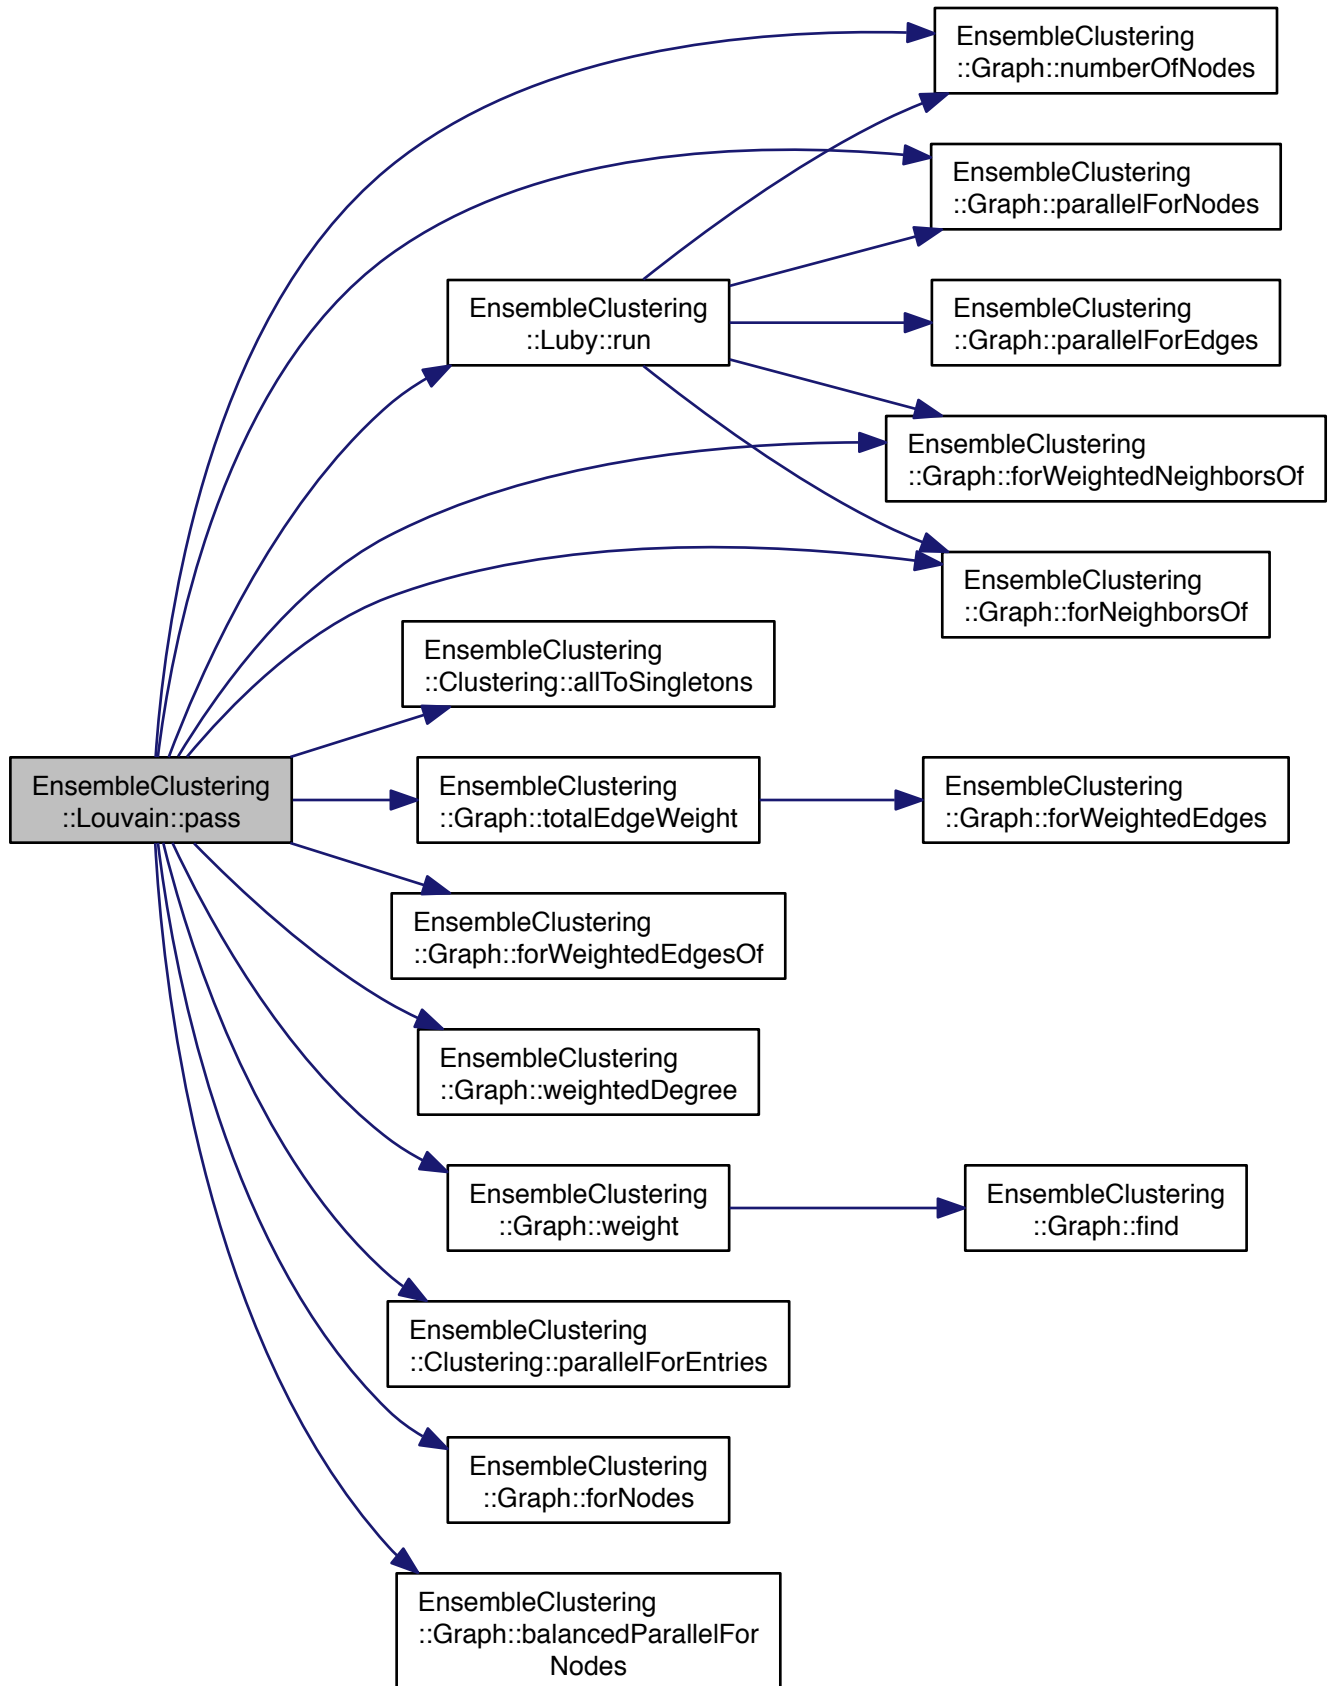 EnsembleClustering
::Graph::numberOfNodes
EnsembleClustering
::Graph::parallelForNodes
EnsembleClustering
::Luby::run
EnsembleClustering
::Graph::parallelForEdges
EnsembleClustering
::Graph::forWeightedNeighborsOf
EnsembleClustering
::Graph::forNeighborsOf
EnsembleClustering
::Clustering::allToSingletons
EnsembleClustering
::Louvain::pass
EnsembleClustering
::Graph::totalEdgeWeight
EnsembleClustering
::Graph::forWeightedEdges
EnsembleClustering
::Graph::forWeightedEdgesOf
EnsembleClustering
::Graph::weightedDegree
EnsembleClustering
::Graph::weight
EnsembleClustering
::Graph::find
EnsembleClustering
::Clustering::parallelForEntries
EnsembleClustering
::Graph::forNodes
EnsembleClustering
::Graph::balancedParallelFor
Nodes